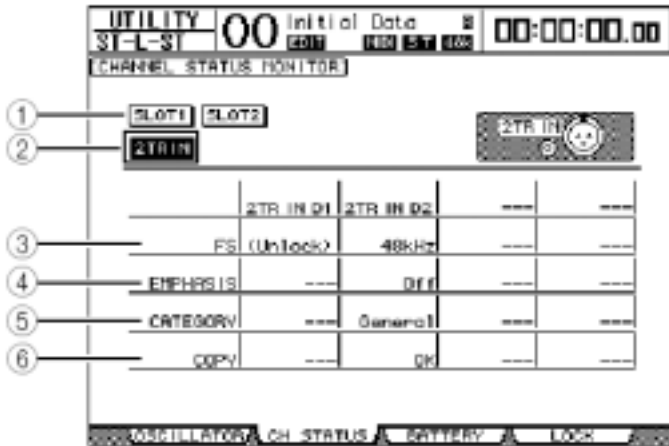 UTILITY
ST-L-ST
00 Initial Data
EDIT ST 48k
00:00:00.00
[CHANNEL STATUS MONITOR]
① SLOT1 SLOT2
② 2TR IN
2TR IN
2TR IN D1 2TR IN D2 --- ---
③ FS (Unlock) 48kHz --- ---
④ EMPHASIS --- Off --- ---
⑤ CATEGORY --- General --- ---
⑥ COPY --- OK --- ---
OSCILLATOR CH STATUS BATTERY LOCK